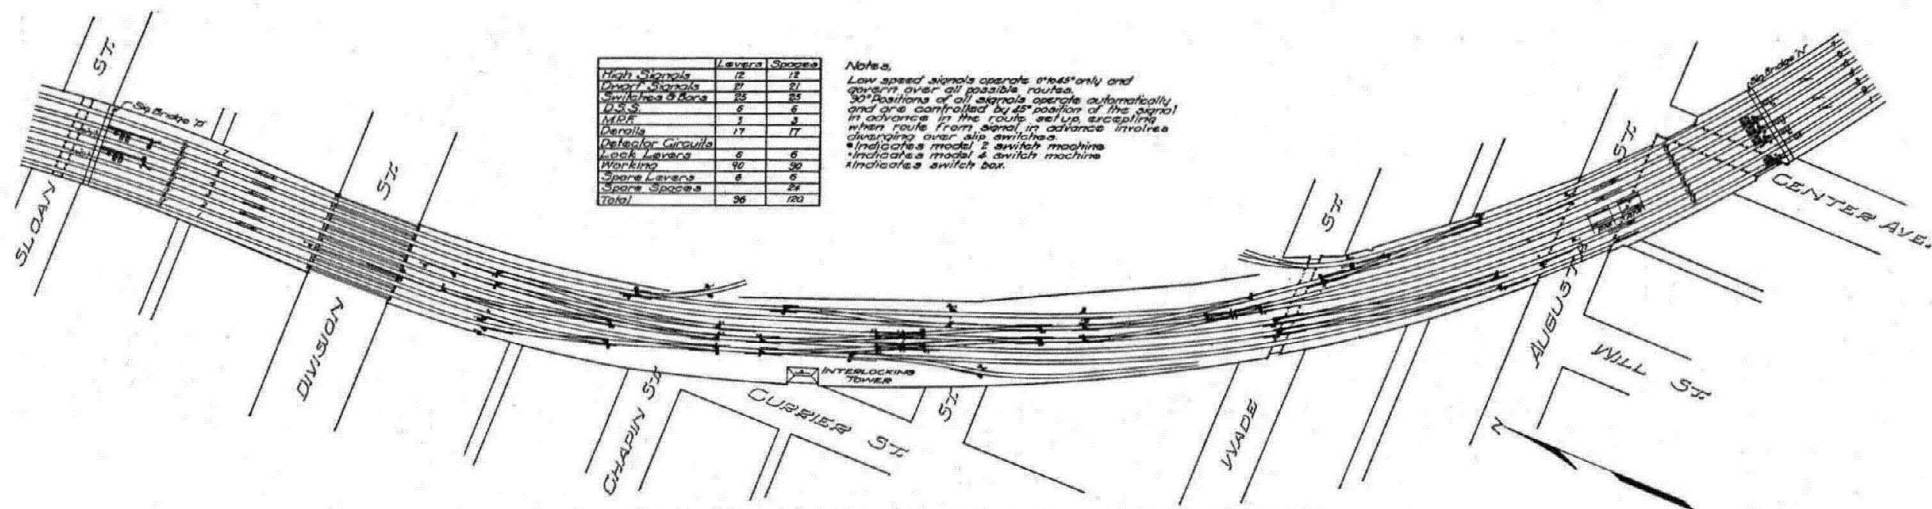 Levers Spaces
High Signals 12 12
Dwarf Signals 21 21
Switches & Bars 25 25
D.S.S. 6 6
M.P.F. 3 3
Derails 17 17
Detector Circuits
Lock Levers 6 6
Working 90 90
Spare Levers 6 6
Spare Spaces 24
Total 96 120
Notes,
Low speed signals operate 0° to 45° only and
govern over all possible routes.
90° Positions of all signals operate automatically
and are controlled by 45° position of the signal
in advance in the route set up, excepting
when route from signal in advance involves
diverging over slip switches.
Indicates model 2 switch machine
Indicates model 4 switch machine
x Indicates switch box.
SLOAN ST.
Sig Bridge "B"
DIVISION ST.
CHAPIN ST.
INTERLOCKING
TOWER
CURRIER ST.
WADE ST.
AUGUSTA ST.
WILL ST.
Sig Bridge
CENTER AVE.
N